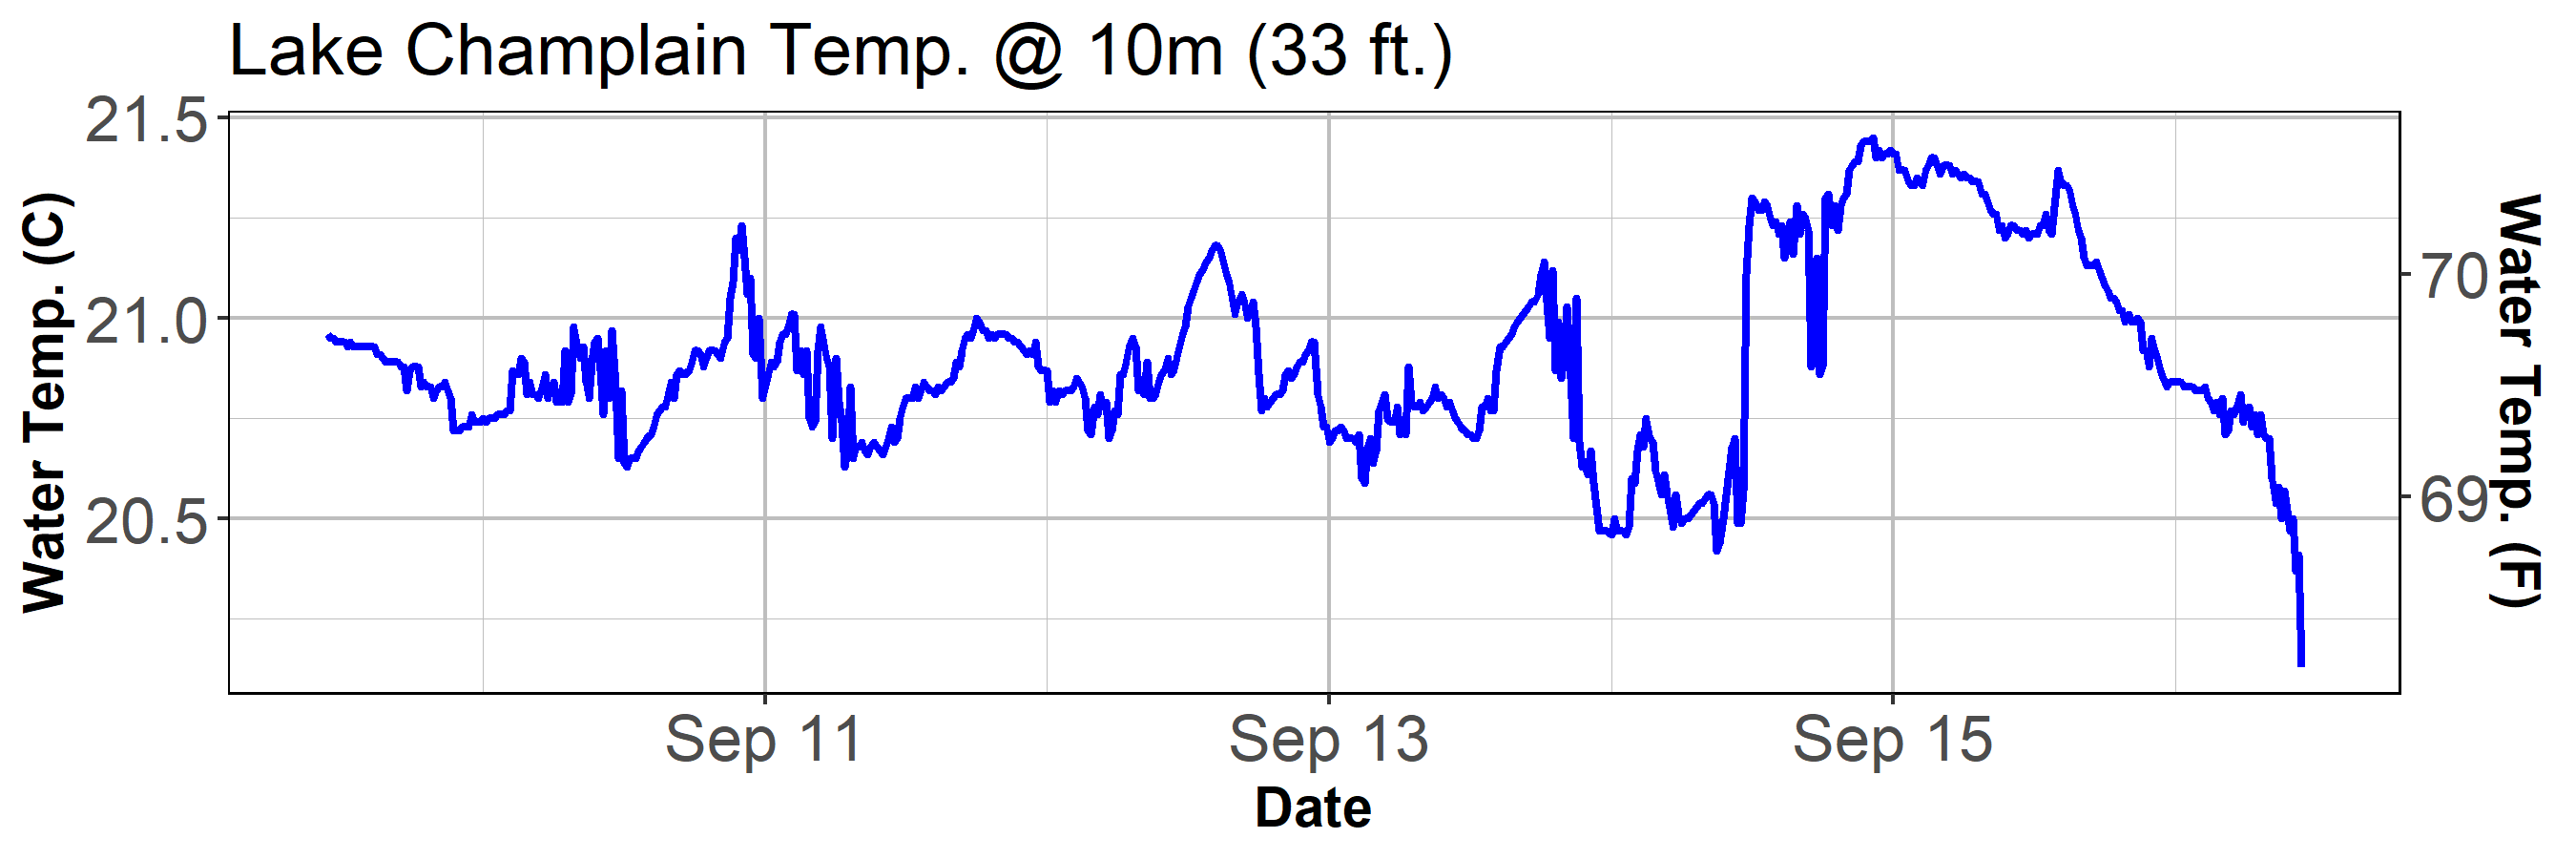 Lake Champlain Temp. @ 10m (33 ft.)
Water Temp. (C)
21.5
21.0
20.5
70
69
Water Temp. (F)
Sep 11
Sep 13
Sep 15
Date